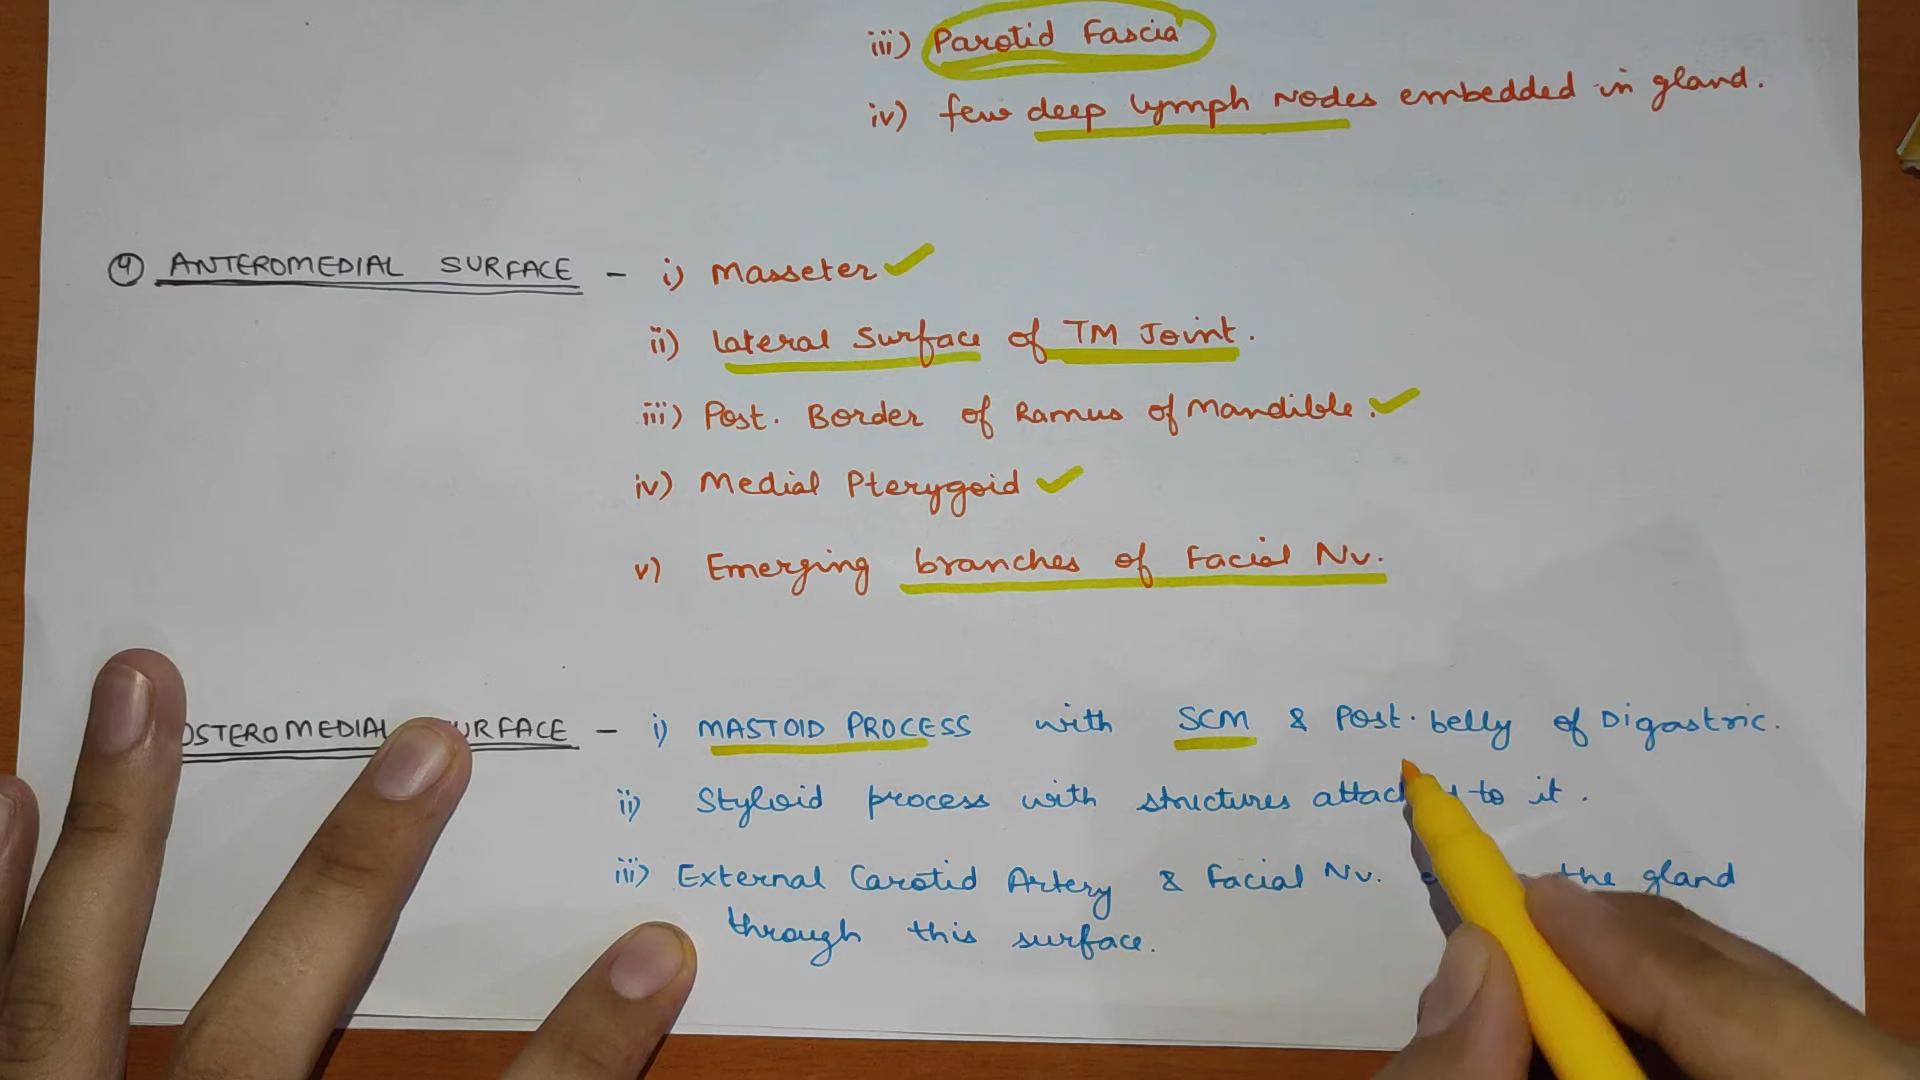 iii) Parotid Fascia
iv) few deep lymph Nodes embedded in gland.
4 ANTEROMEDIAL SURFACE - i) Masseter
ii) Lateral Surface of TM Joint.
iii) Post. Border of Ramus of Mandible.
iv) Medial Pterygoid
v) Emerging branches of Facial Nv.
SURFACE - i) MASTOID PROCESS with SCM & Post. belly of Digastric.
ii) Styloid process with structures to it.
iii) External Carotid Artery & Facial Nv. the gland
through this surface.